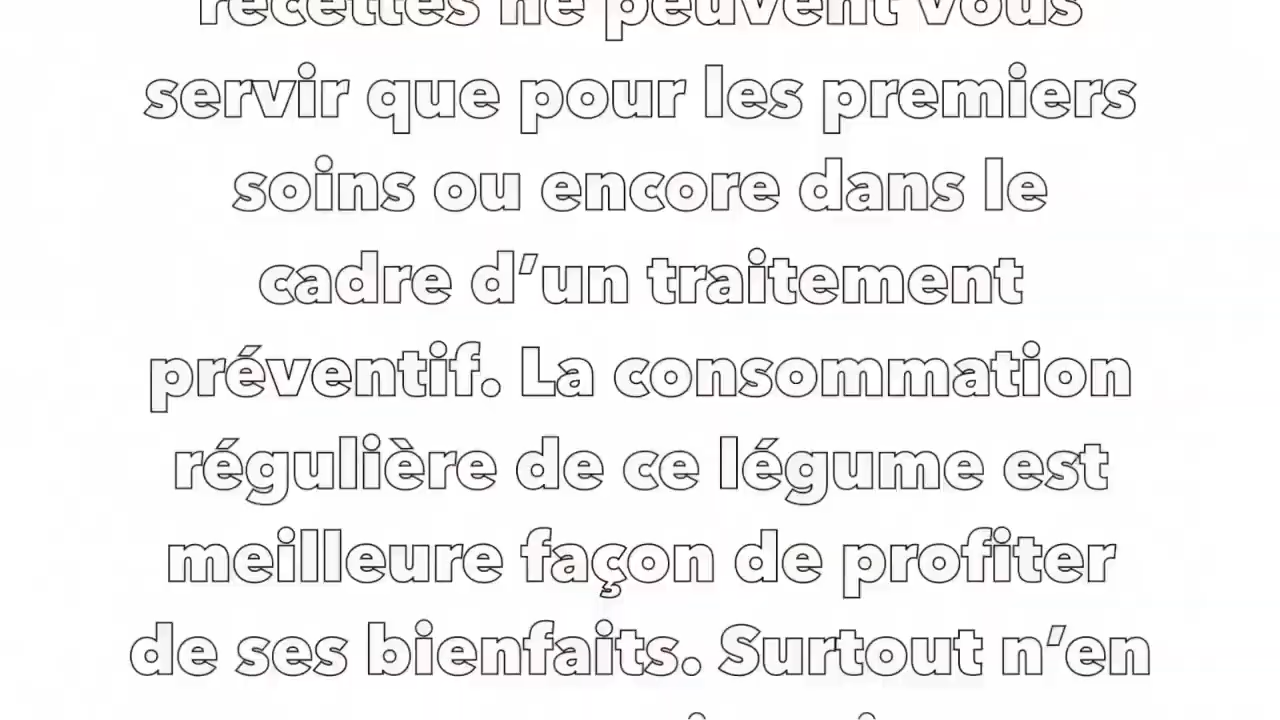 recettes ne peuvent vous
servir que pour les premiers
soins ou encore dans le
cadre d’un traitement
préventif. La consommation
régulière de ce légume est
meilleure façon de profiter
de ses bienfaits. Surtout n’en